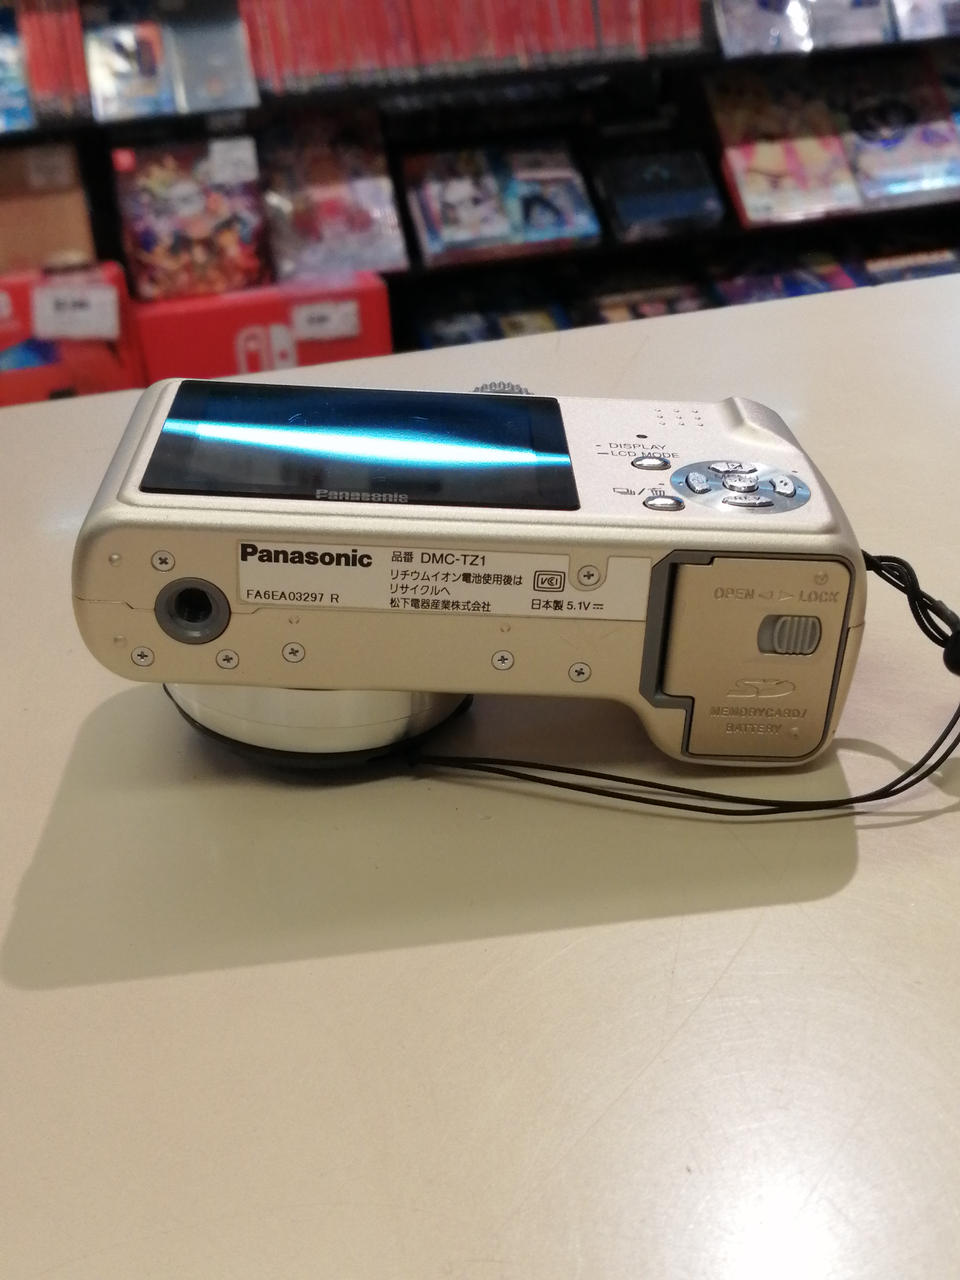 DISPLAY
LCD MODE
Panasonic
Panasonic
品番 DMC-TZ1
リチウムイオン電池使用後は
リサイクルへ
松下電器産業株式会社
FA6EA03297 R
VCI
日本製 5.1V⎓
OPEN ◁ ▷ LOCK
SD
MEMORYCARD/
BATTERY